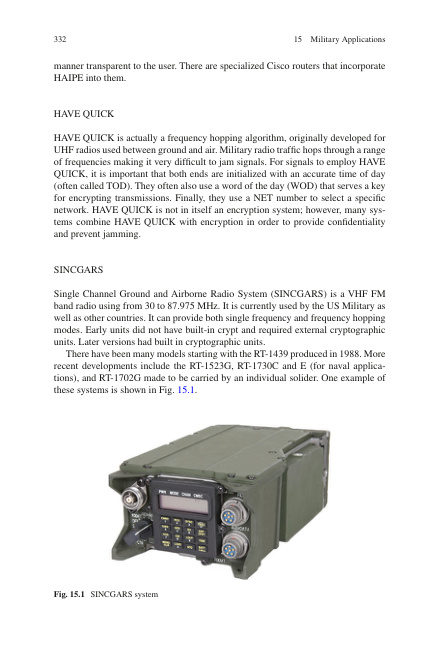 332
15 Military Applications
manner transparent to the user. There are specialized Cisco routers that incorporate
HAIPE into them.
HAVE QUICK
HAVE QUICK is actually a frequency hopping algorithm, originally developed for
UHF radios used between ground and air. Military radio traffic hops through a range
of frequencies making it very difficult to jam signals. For signals to employ HAVE
QUICK, it is important that both ends are initialized with an accurate time of day
(often called TOD). They often also use a word of the day (WOD) that serves a key
for encrypting transmissions. Finally, they use a NET number to select a specific
network. HAVE QUICK is not in itself an encryption system; however, many sys-
tems combine HAVE QUICK with encryption in order to provide confidentiality
and prevent jamming.
SINCGARS
Single Channel Ground and Airborne Radio System (SINCGARS) is a VHF FM
band radio using from 30 to 87.975 MHz. It is currently used by the US Military as
well as other countries. It can provide both single frequency and frequency hopping
modes. Early units did not have built-in crypt and required external cryptographic
units. Later versions had built in cryptographic units.
There have been many models starting with the RT-1439 produced in 1988. More
recent developments include the RT-1523G, RT-1730C and E (for naval applica-
tions), and RT-1702G made to be carried by an individual solider. One example of
these systems is shown in Fig. 15.1.
PWR MODE CHAN CMSC
Fig. 15.1 SINCGARS system